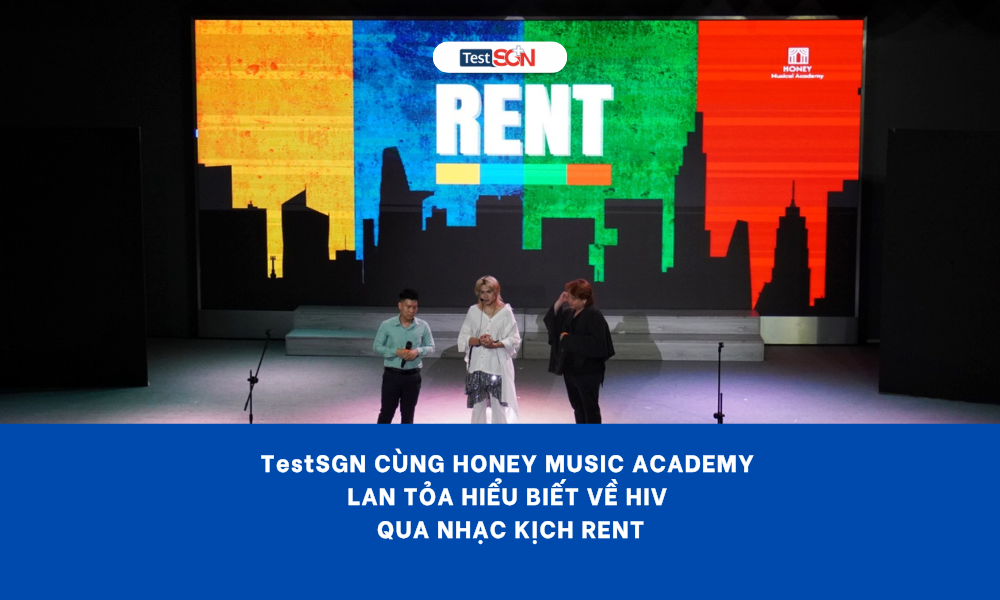 TestSGN
HONEY
Musical Academy
RENT
TestSGN CÙNG HONEY MUSIC ACADEMY
LAN TỎA HIỂU BIẾT VỀ HIV
QUA NHẠC KỊCH RENT